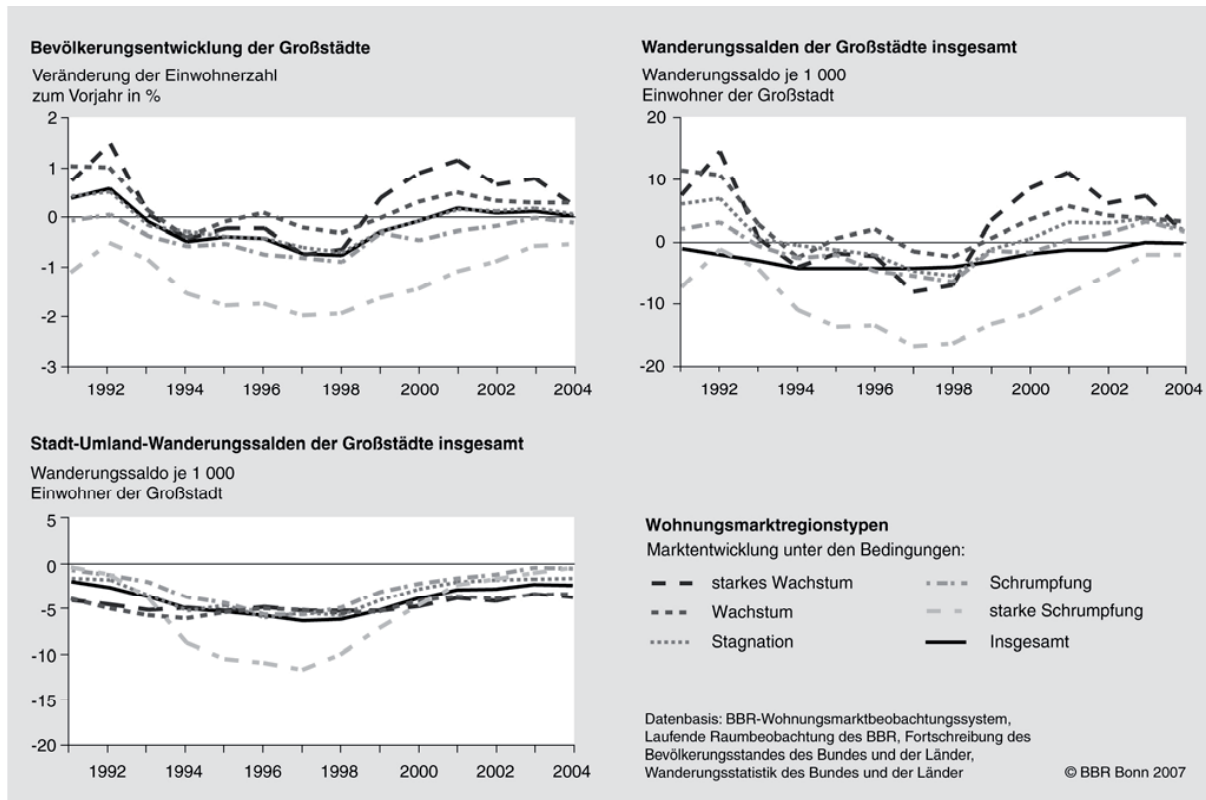 Bevölkerungsentwicklung der Großstädte
Veränderung der Einwohnerzahl
zum Vorjahr in %
2
1
0
-1
-2
-3
1992 1994 1996 1998 2000 2002 2004
Wanderungssalden der Großstädte insgesamt
Wanderungssaldo je 1 000
Einwohner der Großstadt
20
10
0
-10
-20
1992 1994 1996 1998 2000 2002 2004
Stadt-Umland-Wanderungssalden der Großstädte insgesamt
Wanderungssaldo je 1 000
Einwohner der Großstadt
5
0
-5
-10
-15
-20
1992 1994 1996 1998 2000 2002 2004
Wohnungsmarktregionstypen
Marktentwicklung unter den Bedingungen:
starkes Wachstum
Wachstum
Stagnation
Schrumpfung
starke Schrumpfung
Insgesamt
Datenbasis: BBR-Wohnungsmarktbeobachtungssystem,
Laufende Raumbeobachtung des BBR, Fortschreibung des
Bevölkerungsstandes des Bundes und der Länder,
Wanderungsstatistik des Bundes und der Länder
© BBR Bonn 2007